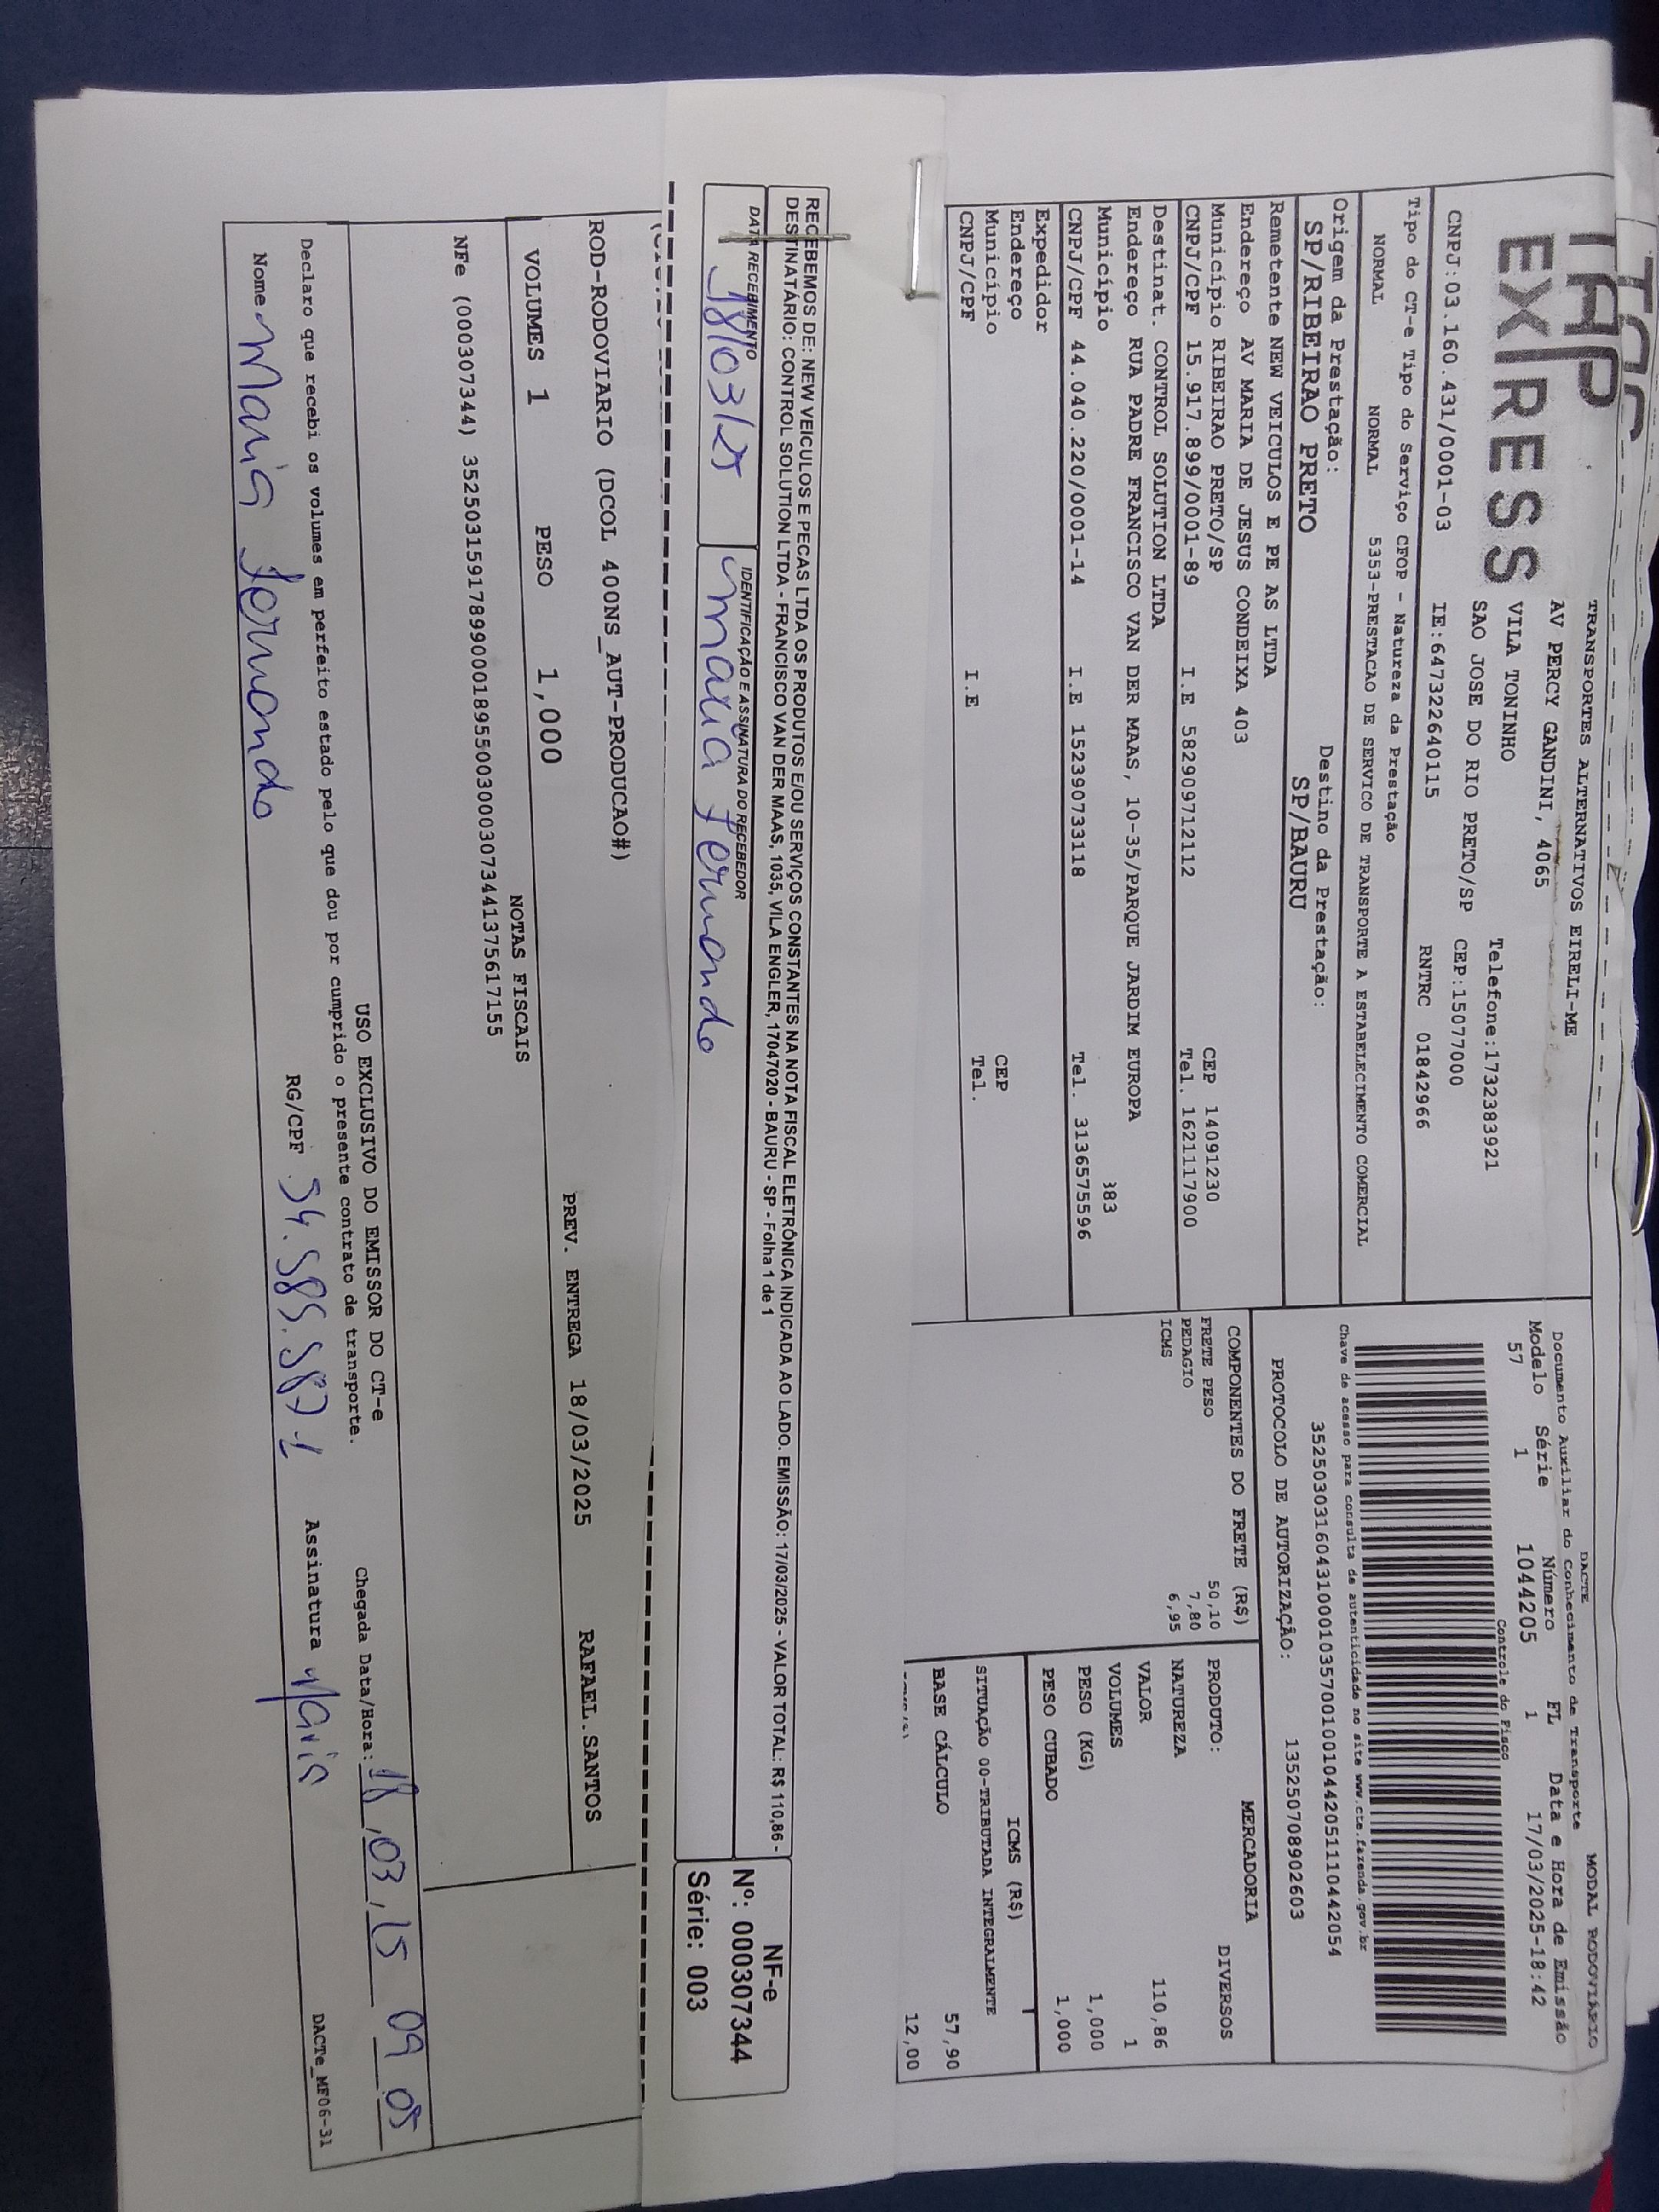 TAP
EXPRESS
TRANSPORTES ALTERNATIVOS EIRELI-ME
AV PERCY GANDINI, 4065
VILA TONINHO
Telefone:1732383921
SAO JOSE DO RIO PRETO/SP
CEP:15077000
CNPJ:03.160.431/0001-03 IE:647322640115 RNTRC 01842966
Tipo do CT-e Tipo do Serviço CFOP - Natureza da Prestação
NORMAL NORMAL 5353-PRESTACAO DE SERVICO DE TRANSPORTE A ESTABELECIMENTO COMERCIAL
Origem da Prestação: Destino da Prestação:
SP/RIBEIRAO PRETO SP/BAURU
Remetente NEW VEICULOS E PE AS LTDA
Endereço AV MARIA DE JESUS CONDEIXA 403
Município RIBEIRAO PRETO/SP CEP 14091230
CNPJ/CPF 15.917.899/0001-89 I.E 582909712112 Tel. 1621117900
Destinat. CONTROL SOLUTION LTDA
Endereço RUA PADRE FRANCISCO VAN DER MAAS, 10-35/PARQUE JARDIM EUROPA
Município 383
CNPJ/CPF 44.040.220/0001-14 I.E 152390733118 Tel. 3136575596
Expedidor
Endereço
Município CEP
CNPJ/CPF I.E Tel.
DACTE MODAL RODOVIÁRIO
Documento Auxiliar do Conhecimento de Transporte
Modelo Série Número FL Data e Hora de Emissão
57 1 1044205 1 17/03/2025-18:42
Controle do Fisco
Chave de acesso para consulta de autenticidade no site www.cte.fazenda.gov.br
35250303160431000103570010010442051110442054
PROTOCOLO DE AUTORIZAÇÃO: 135250708902603
COMPONENTES DO FRETE (R$)
FRETE PESO 50,10
PEDAGIO 7,80
ICMS 6,95
MERCADORIA
PRODUTO: DIVERSOS
NATUREZA
VALOR 110,86
VOLUMES 1
PESO (KG) 1,000
PESO CUBADO 1,000
ICMS (R$)
SITUAÇÃO 00-TRIBUTADA INTEGRALMENTE
BASE CÁLCULO 57,90
12,00
RECEBEMOS DE: NEW VEICULOS E PECAS LTDA OS PRODUTOS E/OU SERVIÇOS CONSTANTES NA NOTA FISCAL ELETRÔNICA INDICADA AO LADO. EMISSÃO: 17/03/2025 - VALOR TOTAL: R$ 110,86 -
DESTINATÁRIO: CONTROL SOLUTION LTDA - FRANCISCO VAN DER MAAS, 1035, VILA ENGLER, 17047020 - BAURU - SP - Folha 1 de 1
DATA RECEBIMENTO IDENTIFICAÇÃO E ASSINATURA DO RECEBEDOR
18/03/25 Maria Fernanda
NF-e
Nº: 000307344
Série: 003
ROD-RODOVIARIO (DCOL 400NS_AUT-PRODUCAO#)
PREV. ENTREGA 18/03/2025 RAFAEL.SANTOS
VOLUMES 1 PESO 1,000
NOTAS FISCAIS
NFe (000307344) 35250315917899000189550030003073441375617155
USO EXCLUSIVO DO EMISSOR DO CT-e
Declaro que recebi os volumes em perfeito estado pelo que dou por cumprido o presente contrato de transporte.
Chegada Data/Hora: 18,03,25 09 05
Nome Maria Fernanda RG/CPF Assinatura Maria
DACTe_MF06-31